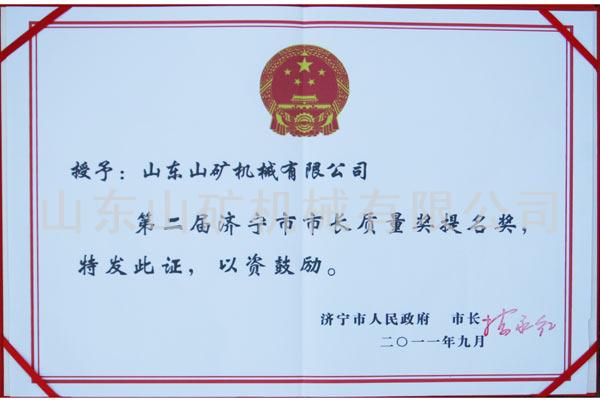 授予：山东山矿机械有限公司
山东山矿机械有限公司
第二届济宁市市长质量奖提名奖，
特发此证，以资鼓励。
济宁市人民政府 市长
二〇一一年九月